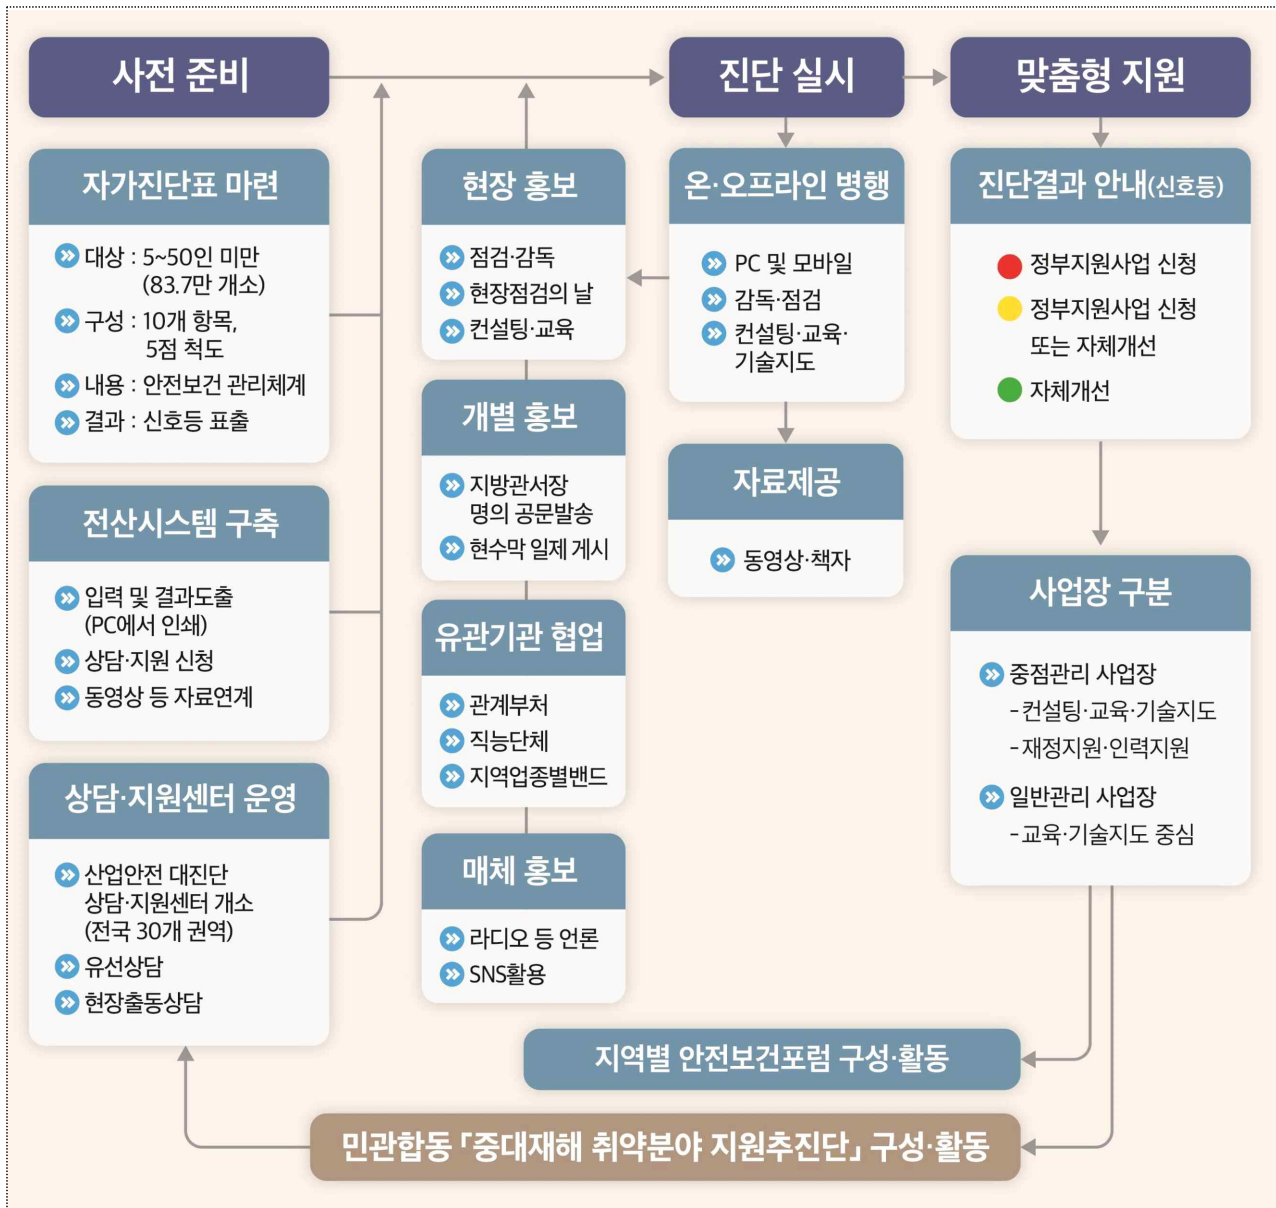 사전 준비
자가진단표 마련
대상 : 5~50인 미만
(83.7만 개소)
구성 : 10개 항목,
5점 척도
내용 : 안전보건 관리체계
결과 : 신호등 표출
전산시스템 구축
입력 및 결과도출
(PC에서 인쇄)
상담·지원 신청
동영상 등 자료연계
상담·지원센터 운영
산업안전 대진단
상담·지원센터 개소
(전국 30개 권역)
유선상담
현장출동상담
현장 홍보
점검·감독
현장점검의 날
컨설팅·교육
개별 홍보
지방관서장
명의 공문발송
현수막 일제 게시
유관기관 협업
관계부처
직능단체
지역업종별밴드
매체 홍보
라디오 등 언론
SNS활용
진단 실시
온·오프라인 병행
PC 및 모바일
감독·점검
컨설팅·교육·
기술지도
자료제공
동영상·책자
맞춤형 지원
진단결과 안내(신호등)
정부지원사업 신청
정부지원사업 신청
또는 자체개선
자체개선
사업장 구분
중점관리 사업장
-컨설팅·교육·기술지도
-재정지원·인력지원
일반관리 사업장
-교육·기술지도 중심
지역별 안전보건포럼 구성·활동
민관합동 「중대재해 취약분야 지원추진단」 구성·활동